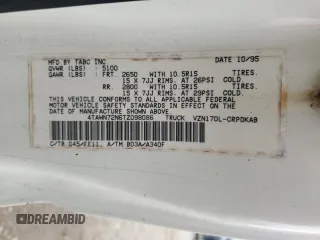 MFD BY TABC INC DATE 10/95
GVWR (LBS): 5100
GAWR (LBS): FRT. 2650 WITH 10.5R15 TIRES.
15 X 7JJ RIMS. AT 26PSI COLD.
RR. 2800 WITH 10.5R15 TIRES.
15 X 7JJ RIMS. AT 29PSI COLD.
THIS VEHICLE CONFORMS TO ALL APPLICABLE FEDERAL
MOTOR VEHICLE SAFETY STANDARDS IN EFFECT ON THE
DATE OF MANUFACTURE SHOWN ABOVE.
4TAWN72N6TZ098086 TRUCK VZN170L-CRPDKAB
C/TR 045/FE11, A/TM B03A/A340F